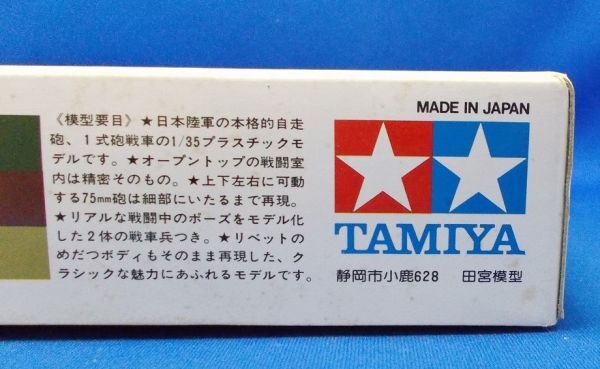 《模型要目》★日本陸軍の本格的自走
砲、1式砲戦車の1/35プラスチック
モデルです。★オープントップの戦闘室
内は精密そのもの。★上下左右に可動
する75mm砲は細部にいたるまで再現。
★リアルな戦闘中のポーズをモデル化
した2体の戦車兵つき。★リベットの
めだつボディもそのまま再現した、ク
ラシックな魅力にあふれるモデルです。
MADE IN JAPAN
TAMIYA
静岡市小鹿628 田宮模型